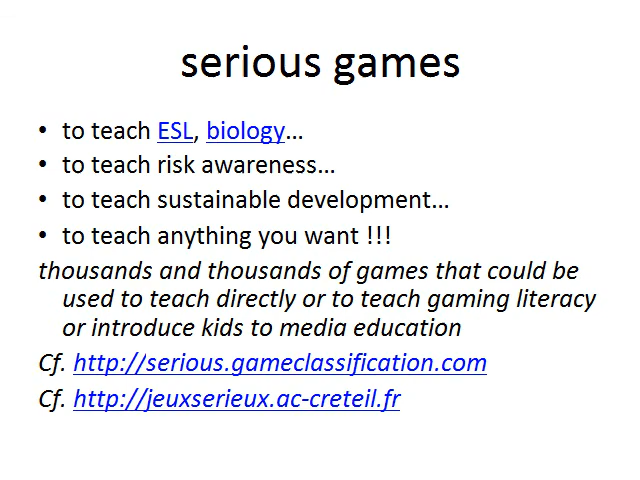 serious games
• to teach ESL, biology…
• to teach risk awareness…
• to teach sustainable development…
• to teach anything you want !!!
thousands and thousands of games that could be
used to teach directly or to teach gaming literacy
or introduce kids to media education
Cf. http://serious.gameclassification.com
Cf. http://jeuxserieux.ac-creteil.fr